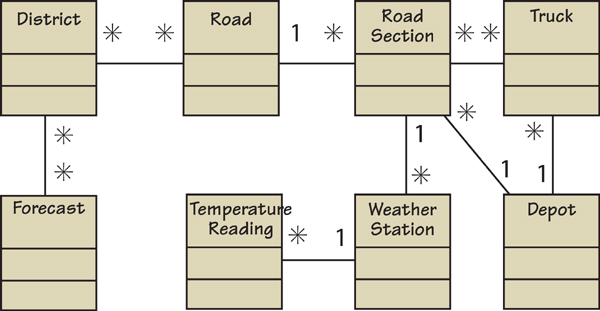 District
* *
Road
1 *
Road
Section
* *
Truck
*
*
1
*
*
1
*
1
Forecast
Temperature
Reading
* 1
Weather
Station
Depot